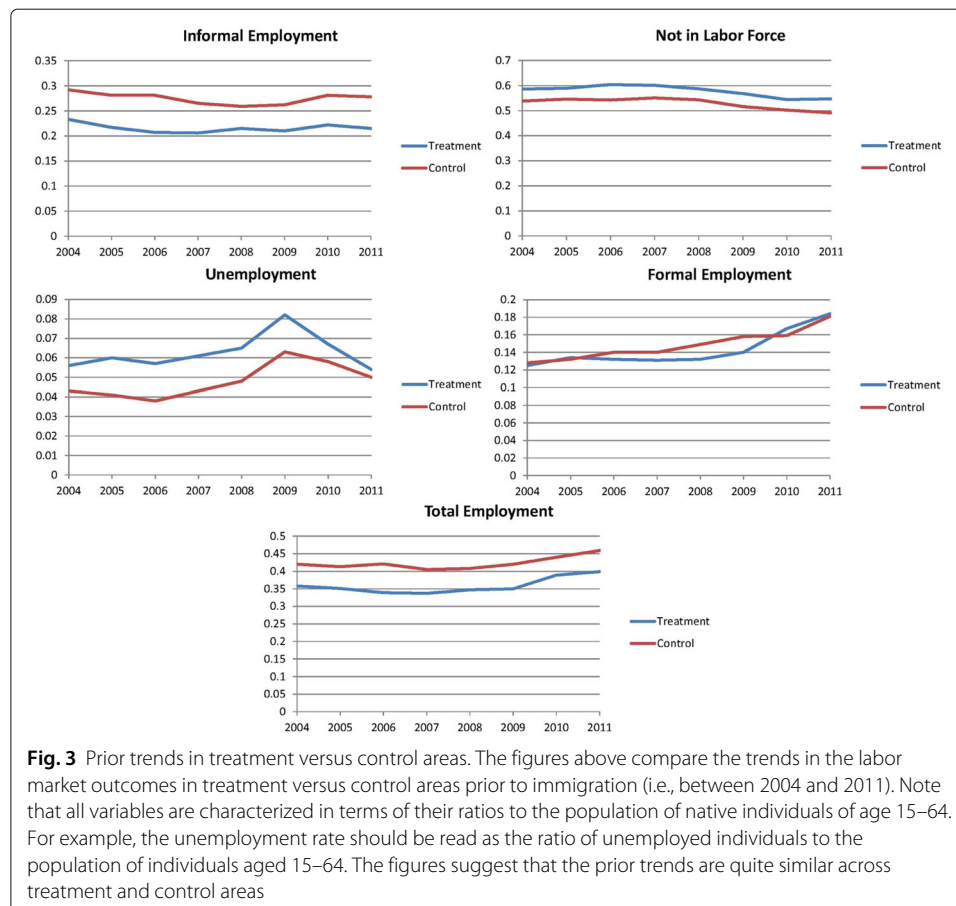 Informal Employment
0.35
0.3
0.25
0.2
0.15
0.1
0.05
0
2004 2005 2006 2007 2008 2009 2010 2011
Treatment
Control
Not in Labor Force
0.7
0.6
0.5
0.4
0.3
0.2
0.1
0
2004 2005 2006 2007 2008 2009 2010 2011
Treatment
Control
Unemployment
0.09
0.08
0.07
0.06
0.05
0.04
0.03
0.02
0.01
0
2004 2005 2006 2007 2008 2009 2010 2011
Treatment
Control
Formal Employment
0.2
0.18
0.16
0.14
0.12
0.1
0.08
0.06
0.04
0.02
0
2004 2005 2006 2007 2008 2009 2010 2011
Treatment
Control
Total Employment
0.5
0.45
0.4
0.35
0.3
0.25
0.2
0.15
0.1
0.05
0
2004 2005 2006 2007 2008 2009 2010 2011
Treatment
Control
Fig. 3 Prior trends in treatment versus control areas. The figures above compare the trends in the labor
market outcomes in treatment versus control areas prior to immigration (i.e., between 2004 and 2011). Note
that all variables are characterized in terms of their ratios to the population of native individuals of age 15–64.
For example, the unemployment rate should be read as the ratio of unemployed individuals to the
population of individuals aged 15–64. The figures suggest that the prior trends are quite similar across
treatment and control areas